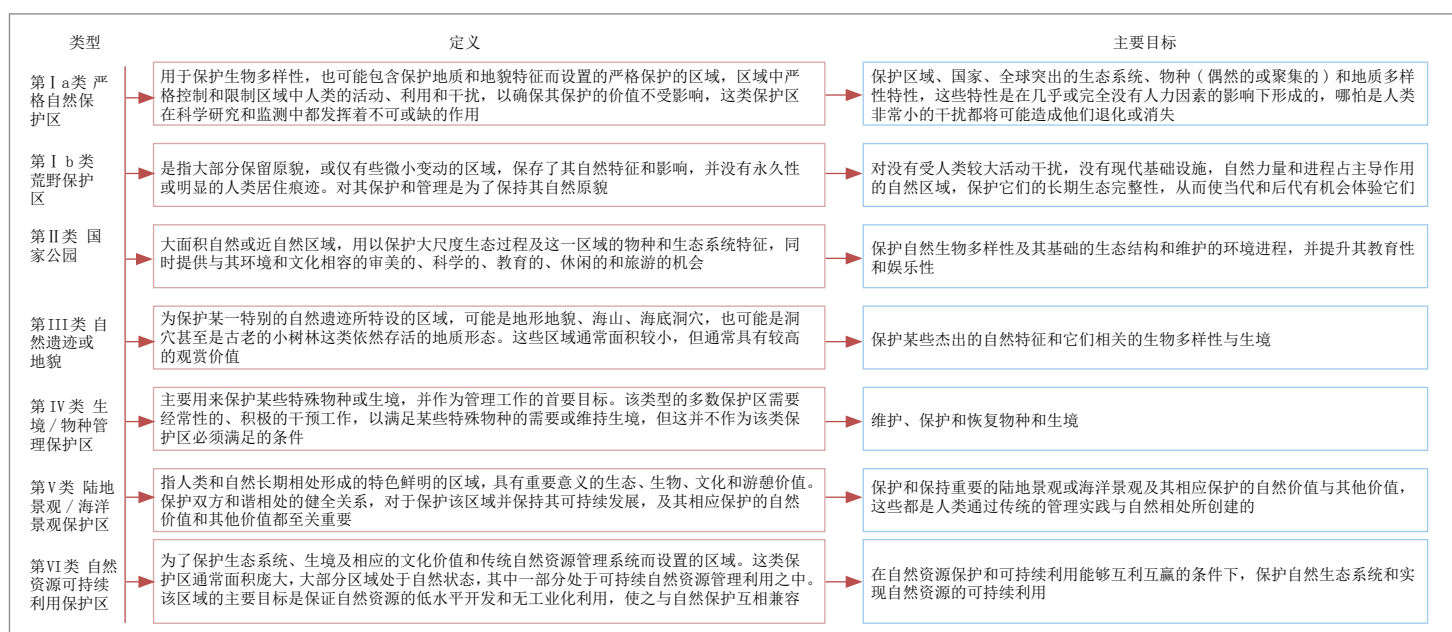 类型
定义
主要目标
第Ⅰa类 严
格自然保
护区
用于保护生物多样性，也可能包含保护地质和地貌特征而设置的严格保护的区域，区域中严
格控制和限制区域中人类的活动、利用和干扰，以确保其保护的价值不受影响，这类保护区
在科学研究和监测中都发挥着不可或缺的作用
保护区域、国家、全球突出的生态系统、物种（偶然的或聚集的）和地质多样
性特性，这些特性是在几乎或完全没有人力因素的影响下形成的，哪怕是人类
非常小的干扰都将可能造成他们退化或消失
第Ⅰb类
荒野保护
区
是指大部分保留原貌，或仅有些微小变动的区域，保存了其自然特征和影响，并没有永久性
或明显的人类居住痕迹。对其保护和管理是为了保持其自然原貌
对没有受人类较大活动干扰，没有现代基础设施，自然力量和进程占主导作用
的自然区域，保护它们的长期生态完整性，从而使当代和后代有机会体验它们
第Ⅱ类 国
家公园
大面积自然或近自然区域，用以保护大尺度生态过程及这一区域的物种和生态系统特征，同
时提供与其环境和文化相容的审美的、科学的、教育的、休闲的和旅游的机会
保护自然生物多样性及其基础的生态结构和维护的环境进程，并提升其教育性
和娱乐性
第III类 自
然遗迹或
地貌
为保护某一特别的自然遗迹所特设的区域，可能是地形地貌、海山、海底洞穴，也可能是洞
穴甚至是古老的小树林这类依然存活的地质形态。这些区域通常面积较小，但通常具有较高
的观赏价值
保护某些杰出的自然特征和它们相关的生物多样性与生境
第IV类 生
境/物种管
理保护区
主要用来保护某些特殊物种或生境，并作为管理工作的首要目标。该类型的多数保护区需要
经常性的、积极的干预工作，以满足某些特殊物种的需要或维持生境，但这并不作为该类保
护区必须满足的条件
维护、保护和恢复物种和生境
第V类 陆地
景观/海洋
景观保护区
指人类和自然长期相处形成的特色鲜明的区域，具有重要意义的生态、生物、文化和游憩价值。
保护双方和谐相处的健全关系，对于保护该区域并保持其可持续发展，及其相应保护的自然
价值和其他价值都至关重要
保护和保持重要的陆地景观或海洋景观及其相应保护的自然价值与其他价值，
这些都是人类通过传统的管理实践与自然相处所创建的
第VI类 自然
资源可持续
利用保护区
为了保护生态系统、生境及相应的文化价值和传统自然资源管理系统而设置的区域。这类保
护区通常面积庞大，大部分区域处于自然状态，其中一部分处于可持续自然资源管理利用之中。
该区域的主要目标是保证自然资源的低水平开发和无工业化利用，使之与自然保护互相兼容
在自然资源保护和可持续利用能够互利互赢的条件下，保护自然生态系统和实
现自然资源的可持续利用